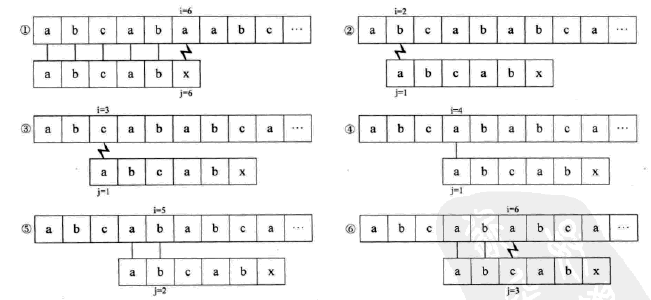 i=6
① a b c a b a a b c ···
a b c a b x
j=6
i=2
② a b c a b a b c a ···
a b c a b x
j=1
i=3
③ a b c a b a b c a ···
a b c a b x
j=1
i=4
④ a b c a b a b c a ···
a b c a b x
j=1
i=5
⑤ a b c a b a b c a ···
a b c a b x
j=2
i=6
⑥ a b c a b a b c a ···
a b c a b x
j=3